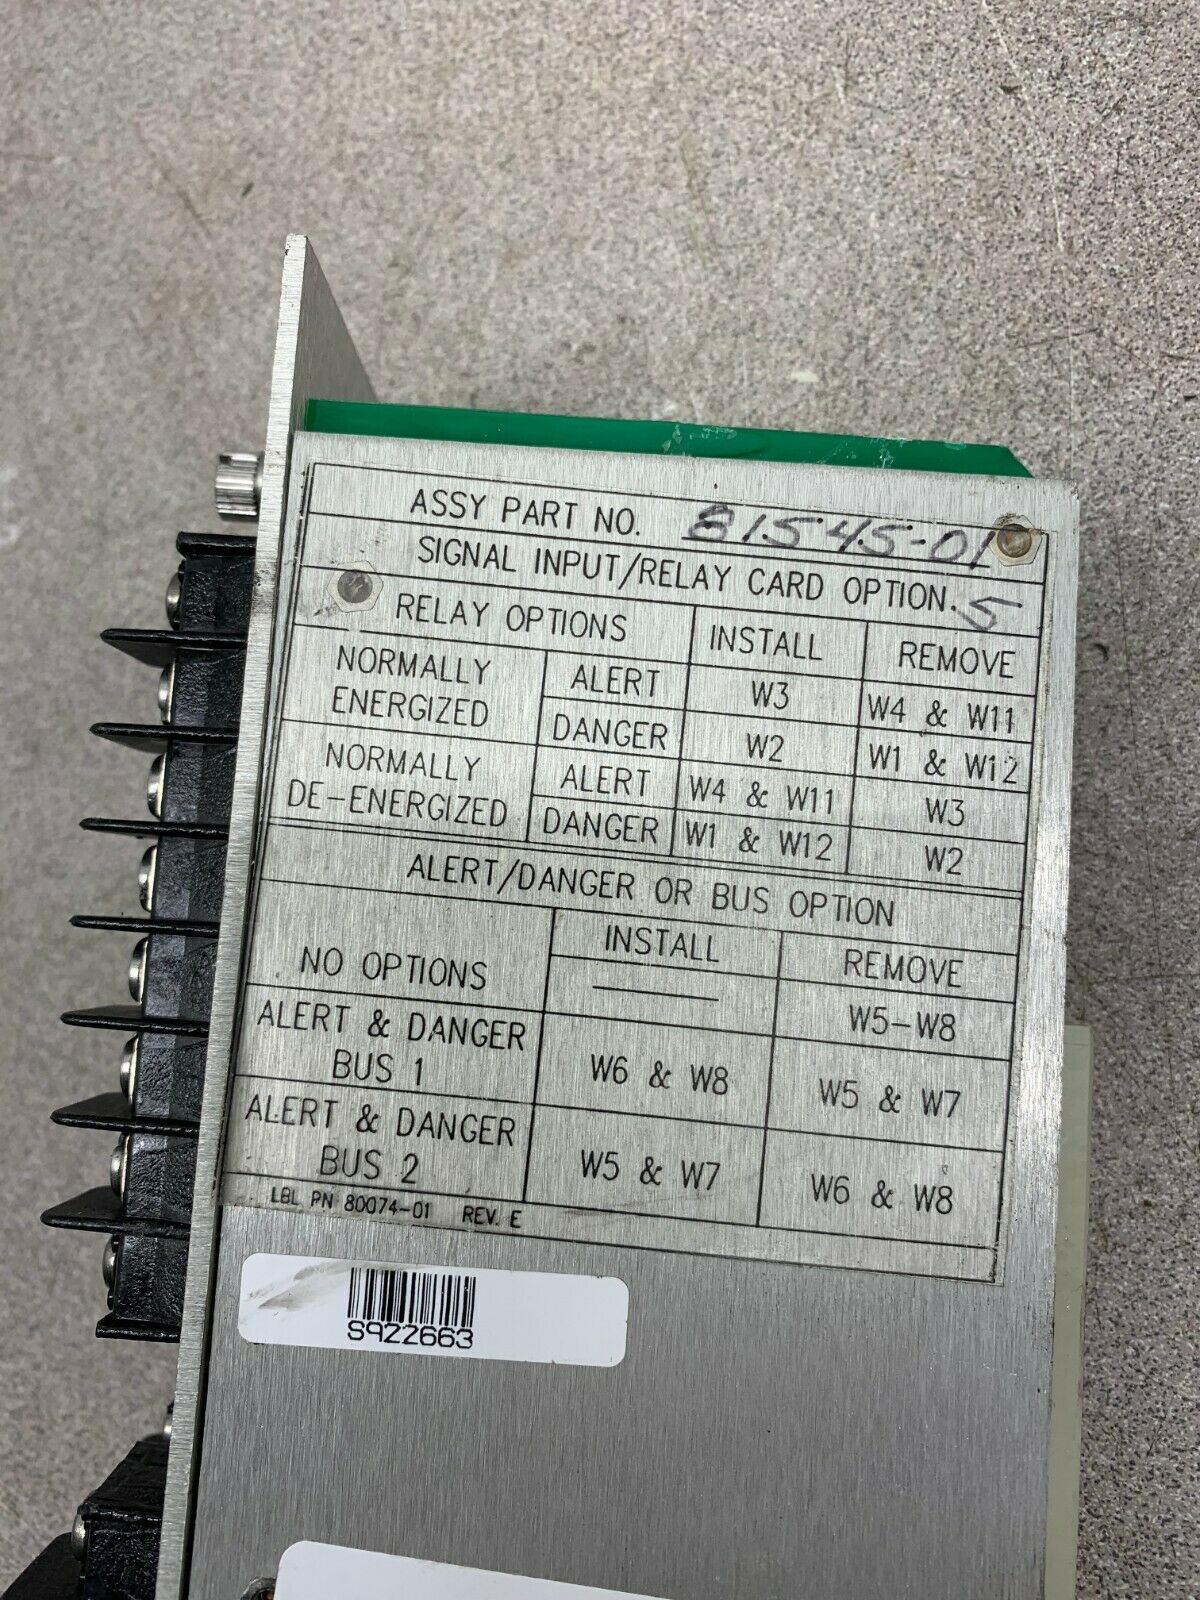 ASSY PART NO. 81545-01
SIGNAL INPUT/RELAY CARD OPTION. 5
RELAY OPTIONS INSTALL REMOVE
NORMALLY ENERGIZED ALERT W3 W4 & W11
DANGER W2 W1 & W12
NORMALLY DE-ENERGIZED ALERT W4 & W11 W3
DANGER W1 & W12 W2
ALERT/DANGER OR BUS OPTION
INSTALL REMOVE
NO OPTIONS —— W5-W8
ALERT & DANGER BUS 1 W6 & W8 W5 & W7
ALERT & DANGER BUS 2 W5 & W7 W6 & W8
LBL PN 80074-01 REV. E
S922663